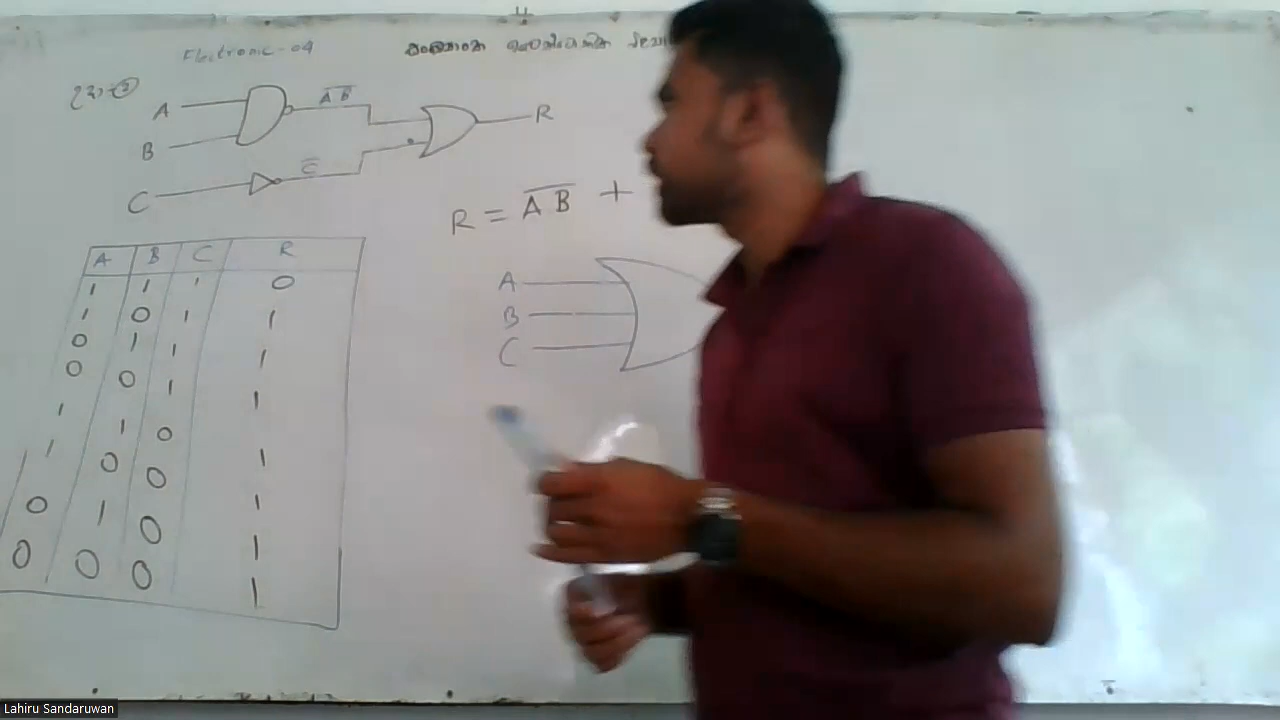 Electronic - 04
A
B
C
A̅B̅
C̅
R
R = A̅B̅ +
A B C R
1 1 1 0
1 0 1 1
0 1 1 1
0 0 1 1
1 1 0 1
1 0 0 1
0 1 0 1
0 0 0 1
A
B
C
Lahiru Sandaruwan